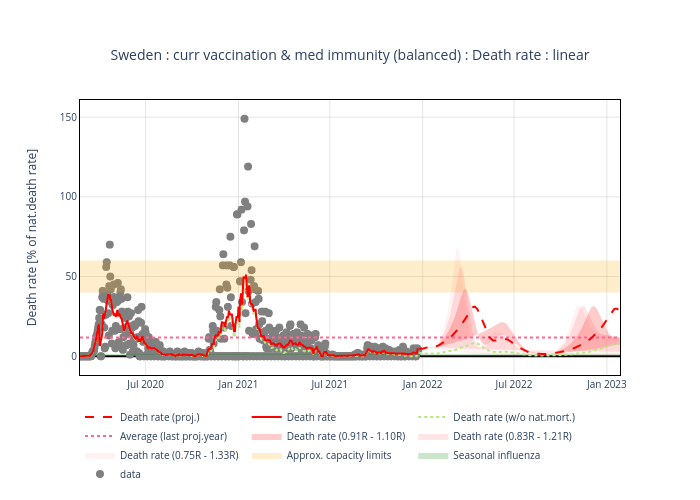 Sweden : curr vaccination & med immunity (balanced) : Death rate : linear
Death rate [% of nat.death rate]
150
100
50
0
Jul 2020 Jan 2021 Jul 2021 Jan 2022 Jul 2022 Jan 2023
Death rate (proj.) Death rate Death rate (w/o nat.mort.)
Average (last proj.year) Death rate (0.91R - 1.10R) Death rate (0.83R - 1.21R)
Death rate (0.75R - 1.33R) Approx. capacity limits Seasonal influenza
data